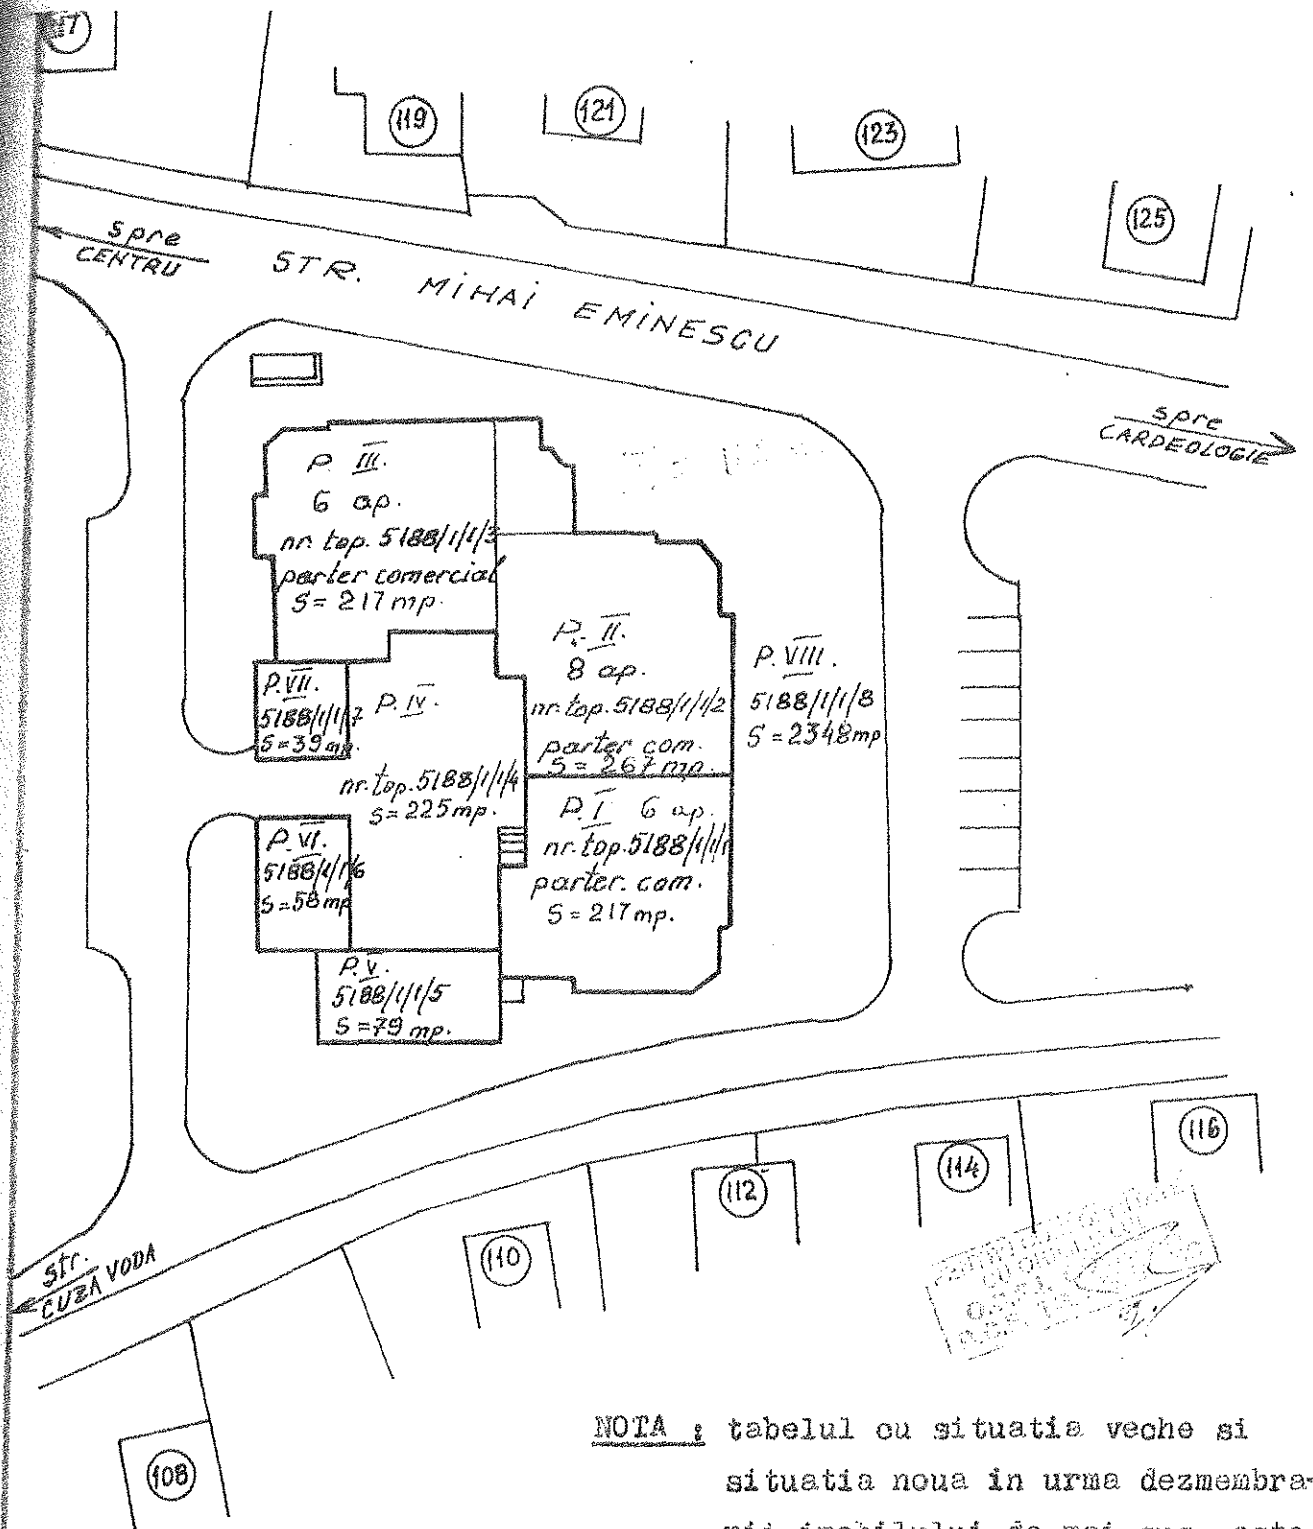 119
121
123
125
spre
CENTRU
STR. MIHAI EMINESCU
spre
CARDEOLOGIE
P. III.
6 ap.
nr. top. 5188/1/1/3
parter comercial
S = 217 mp.
P. II.
8 ap.
nr. top. 5188/1/1/2
parter com.
S = 267 mp.
P. VIII.
5188/1/1/8
S = 2348 mp
P. VII.
5188/1/1/7
S = 39 mp.
P. IV.
nr. top. 5188/1/1/4
S = 225 mp.
P. I 6 ap.
nr. top. 5188/1/1/1
parter. com.
S = 217 mp.
P. VI.
5188/1/1/6
S = 58 mp
P. V.
5188/1/1/5
S = 79 mp.
116
114
112
110
str.
CUZA VODA
108
NOTA : tabelul cu situatia veche si
situatia noua in urma dezmembra-